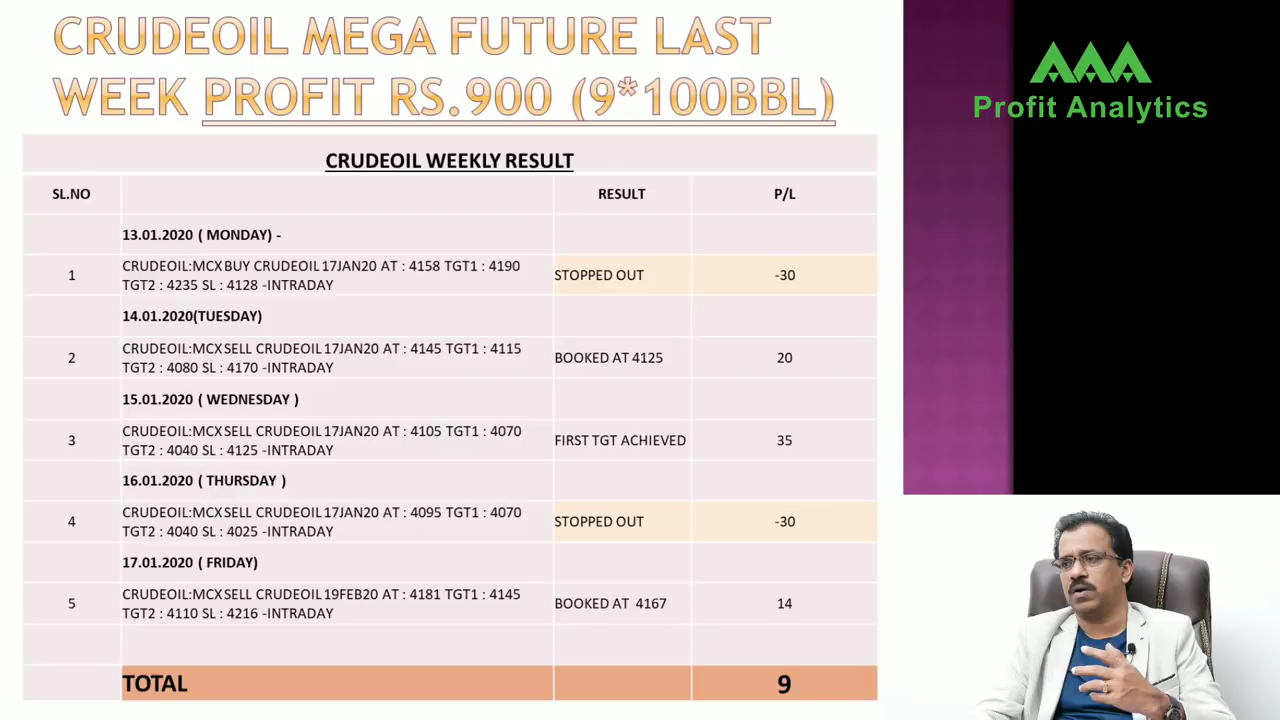 CRUDEOIL MEGA FUTURE LAST
WEEK PROFIT RS.900 (9*100BBL)
Profit Analytics
CRUDEOIL WEEKLY RESULT
SL.NO RESULT P/L
13.01.2020 ( MONDAY) -
1 CRUDEOIL:MCX BUY CRUDEOIL 17JAN20 AT : 4158 TGT1 : 4190 STOPPED OUT -30
TGT2 : 4235 SL : 4128 -INTRADAY
14.01.2020(TUESDAY)
2 CRUDEOIL:MCX SELL CRUDEOIL 17JAN20 AT : 4145 TGT1 : 4115 BOOKED AT 4125 20
TGT2 : 4080 SL : 4170 -INTRADAY
15.01.2020 ( WEDNESDAY )
3 CRUDEOIL:MCX SELL CRUDEOIL 17JAN20 AT : 4105 TGT1 : 4070 FIRST TGT ACHIEVED 35
TGT2 : 4040 SL : 4125 -INTRADAY
16.01.2020 ( THURSDAY )
4 CRUDEOIL:MCX SELL CRUDEOIL 17JAN20 AT : 4095 TGT1 : 4070 STOPPED OUT -30
TGT2 : 4040 SL : 4025 -INTRADAY
17.01.2020 ( FRIDAY)
5 CRUDEOIL:MCX SELL CRUDEOIL 19FEB20 AT : 4181 TGT1 : 4145 BOOKED AT 4167 14
TGT2 : 4110 SL : 4216 -INTRADAY
TOTAL 9